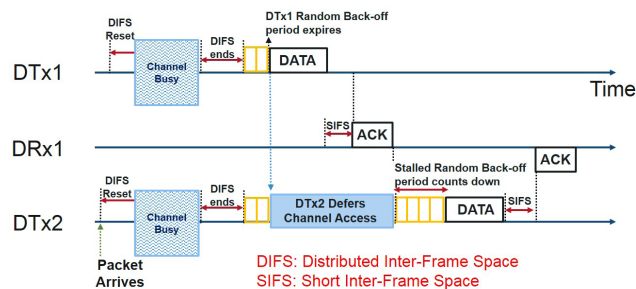 DIFS
Reset
DIFS
ends
DTx1 Random Back-off
period expires
DTx1
Channel
Busy
DATA
Time
DRx1
SIFS
ACK
ACK
Stalled Random Back-off
period counts down
DIFS
Reset
DIFS
ends
DTx2
Channel
Busy
DTx2 Defers
Channel Access
DATA
SIFS
Packet
Arrives
DIFS: Distributed Inter-Frame Space
SIFS: Short Inter-Frame Space